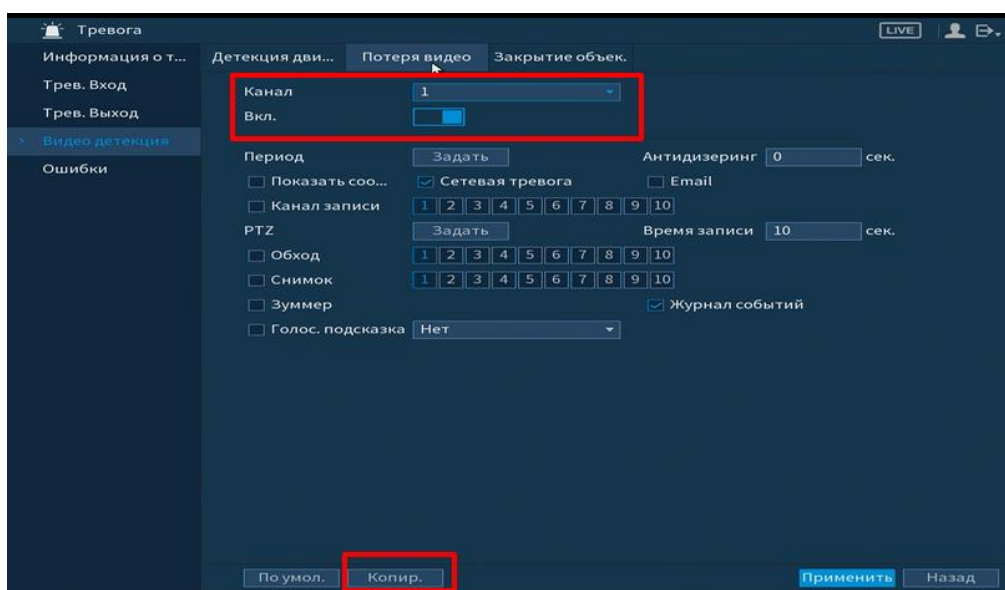 Тревога LIVE
Информация о т... Детекция дви... Потеря видео Закрытие объек.
Трев. Вход
Трев. Выход
Видео детекция
Ошибки
Канал 1
Вкл.
Период Задать Антидизеринг 0 сек.
Показать соо... Сетевая тревога Email
Канал записи 1 2 3 4 5 6 7 8 9 10
PTZ Задать Время записи 10 сек.
Обход 1 2 3 4 5 6 7 8 9 10
Снимок 1 2 3 4 5 6 7 8 9 10
Зуммер Журнал событий
Голос. подсказка Нет
По умол. Копир. Применить Назад